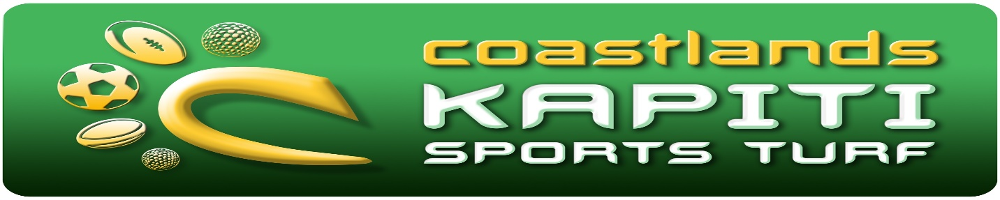 coastlands
KAPITI
SPORTS TURF